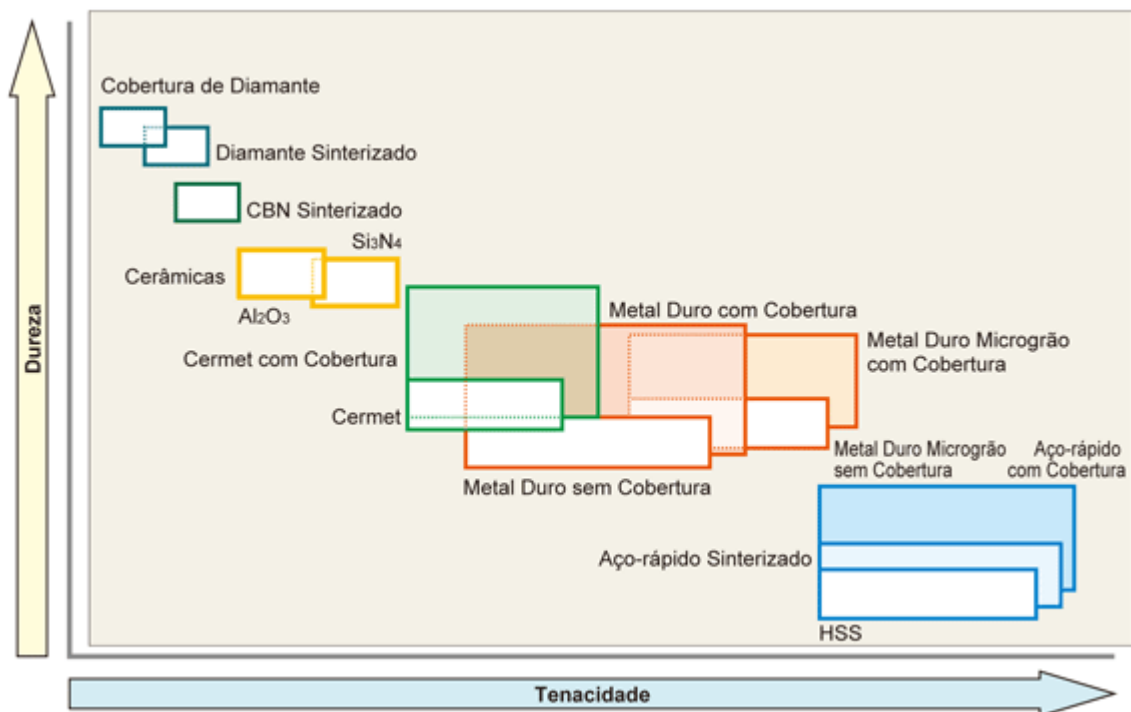 Cobertura de Diamante
Diamante Sinterizado
CBN Sinterizado
Si₃N₄
Cerâmicas
Al₂O₃
Metal Duro com Cobertura
Metal Duro Microgrão
com Cobertura
Cermet com Cobertura
Cermet
Metal Duro sem Cobertura
Metal Duro Microgrão
sem Cobertura
Aço-rápido
com Cobertura
Aço-rápido Sinterizado
HSS
Dureza
Tenacidade